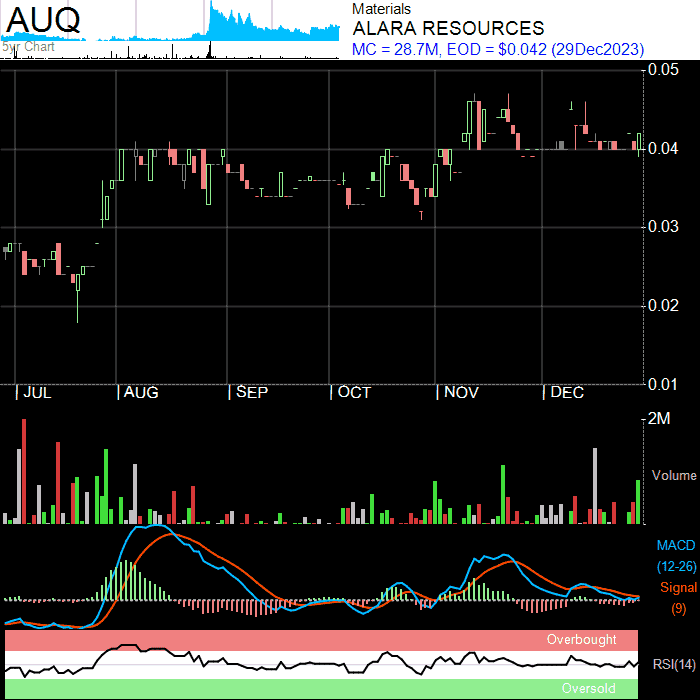 AUQ
5yr Chart
Materials
ALARA RESOURCES
MC = 28.7M, EOD = $0.042 (29Dec2023)
0.05
0.04
0.03
0.02
0.01
JUL AUG SEP OCT NOV DEC
2M
Volume
MACD
(12-26)
Signal
(9)
Overbought
RSI(14)
Oversold